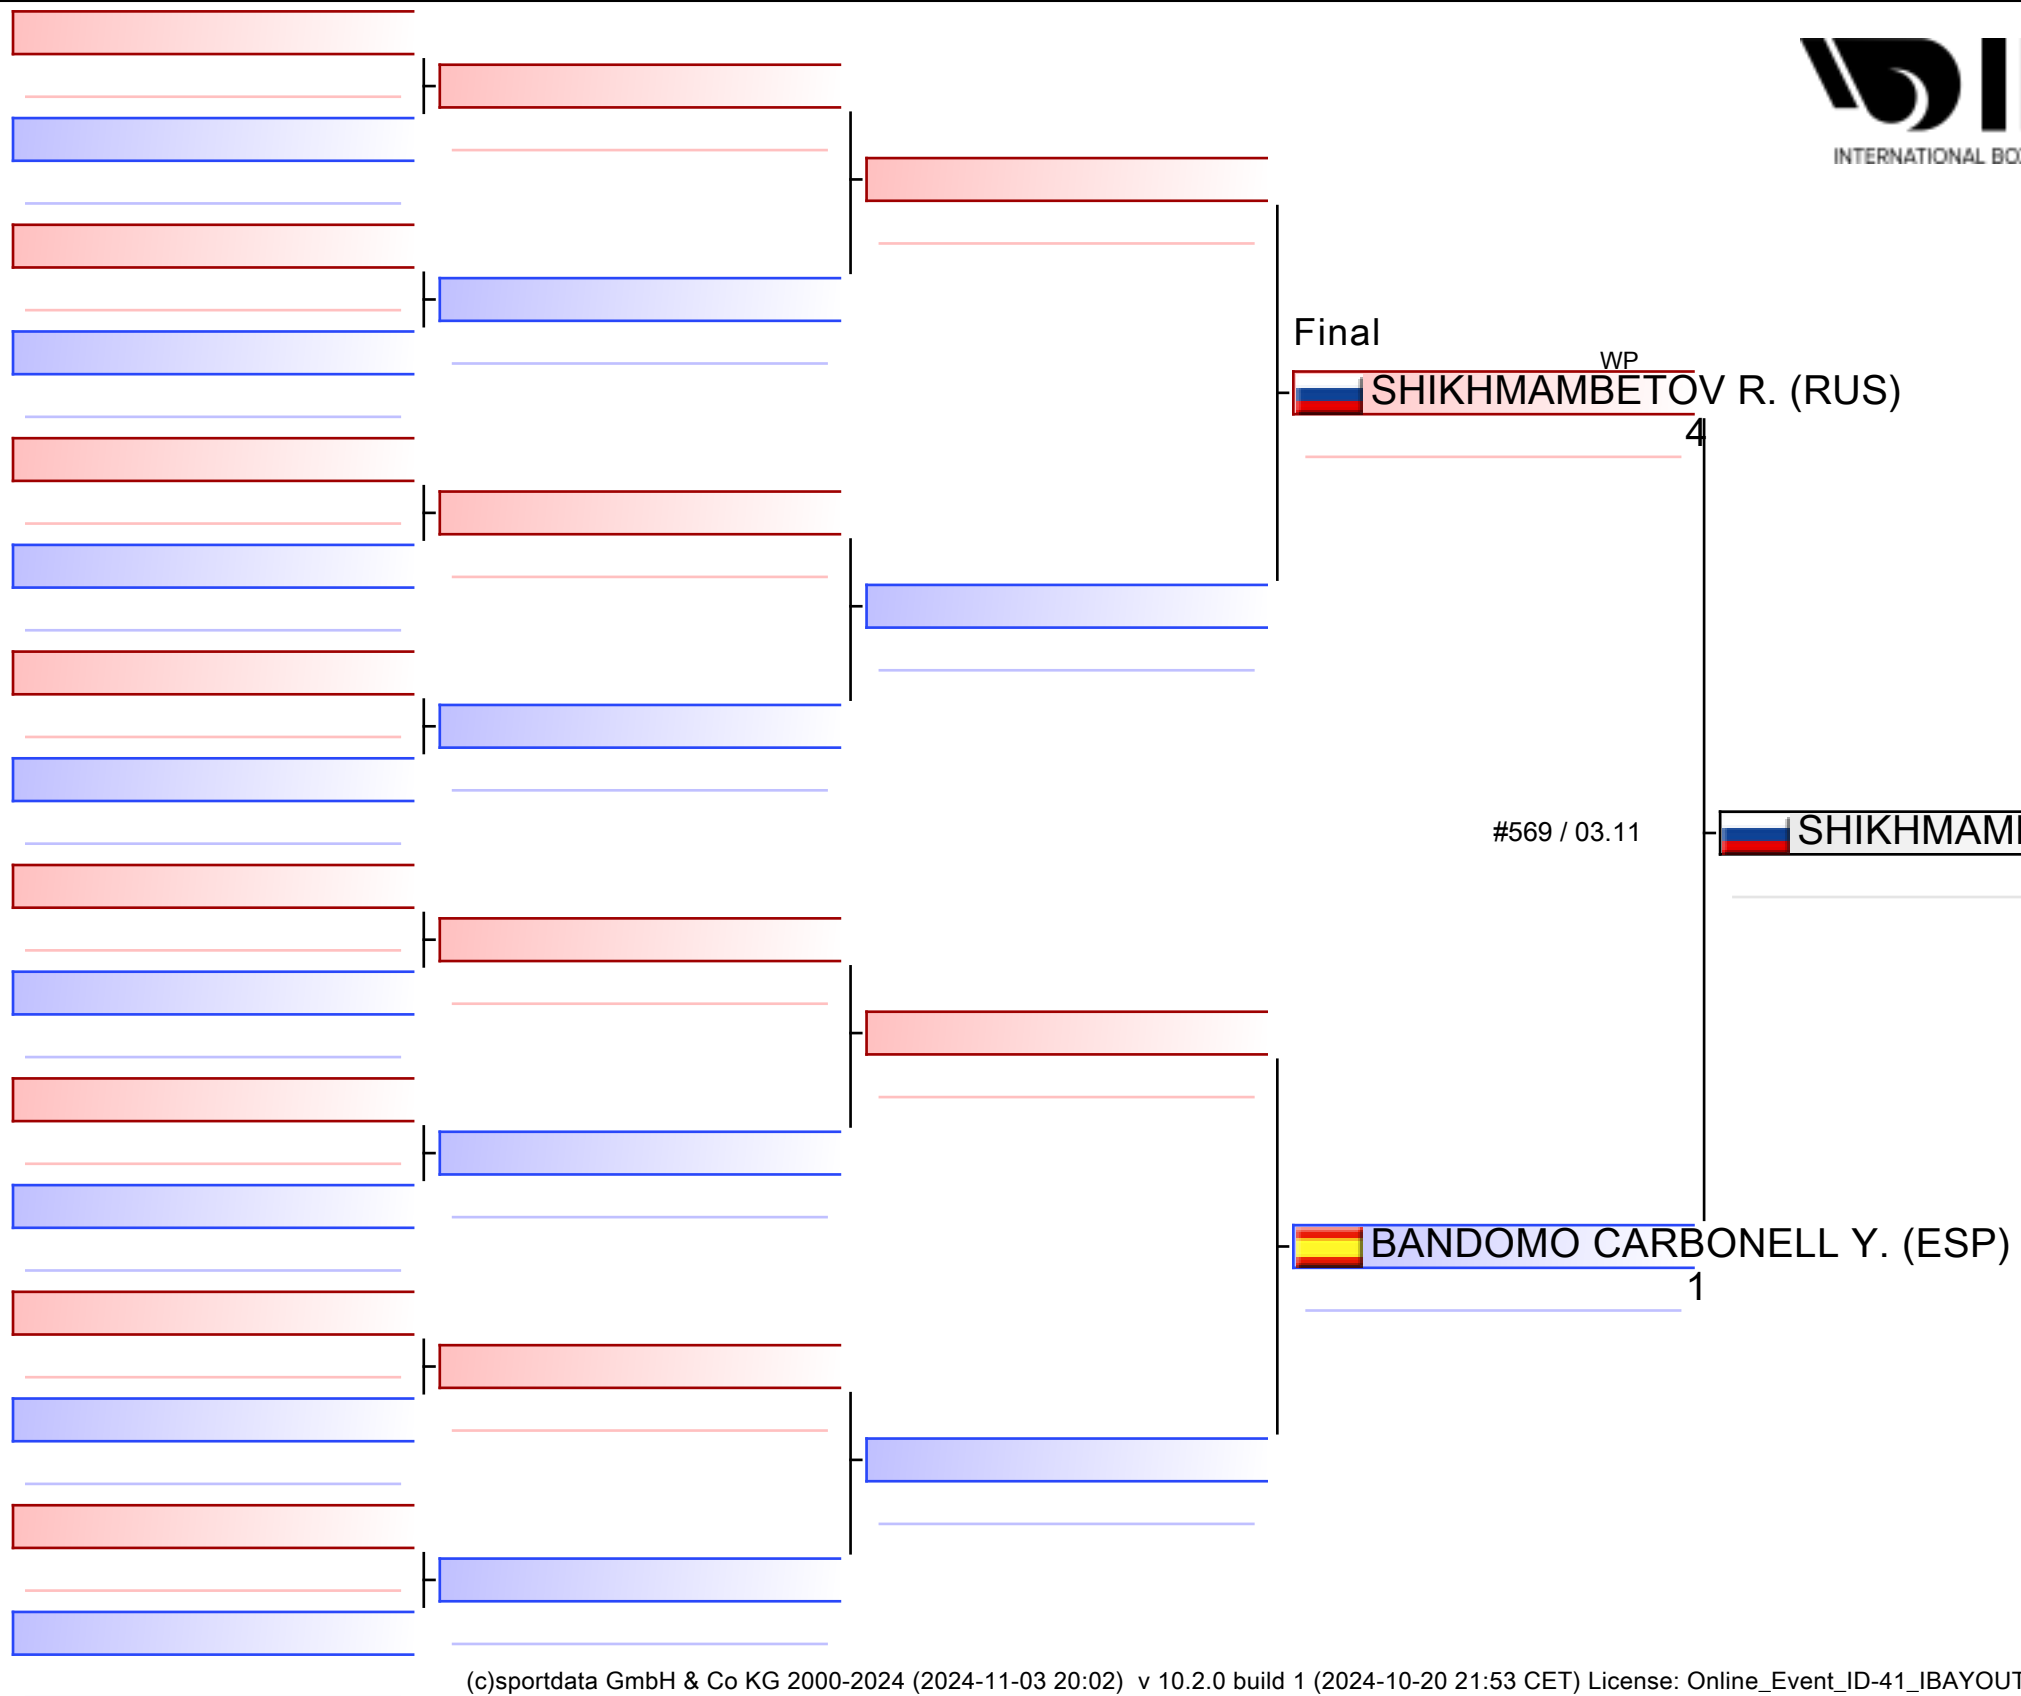 INTERNATIONAL BOX
Final
WP
SHIKHMAMBETOV R. (RUS)
4
#569 / 03.11
SHIKHMAM
BANDOMO CARBONELL Y. (ESP)
1
(c)sportdata GmbH & Co KG 2000-2024 (2024-11-03 20:02) v 10.2.0 build 1 (2024-10-20 21:53 CET) License: Online_Event_ID-41_IBAYOUT